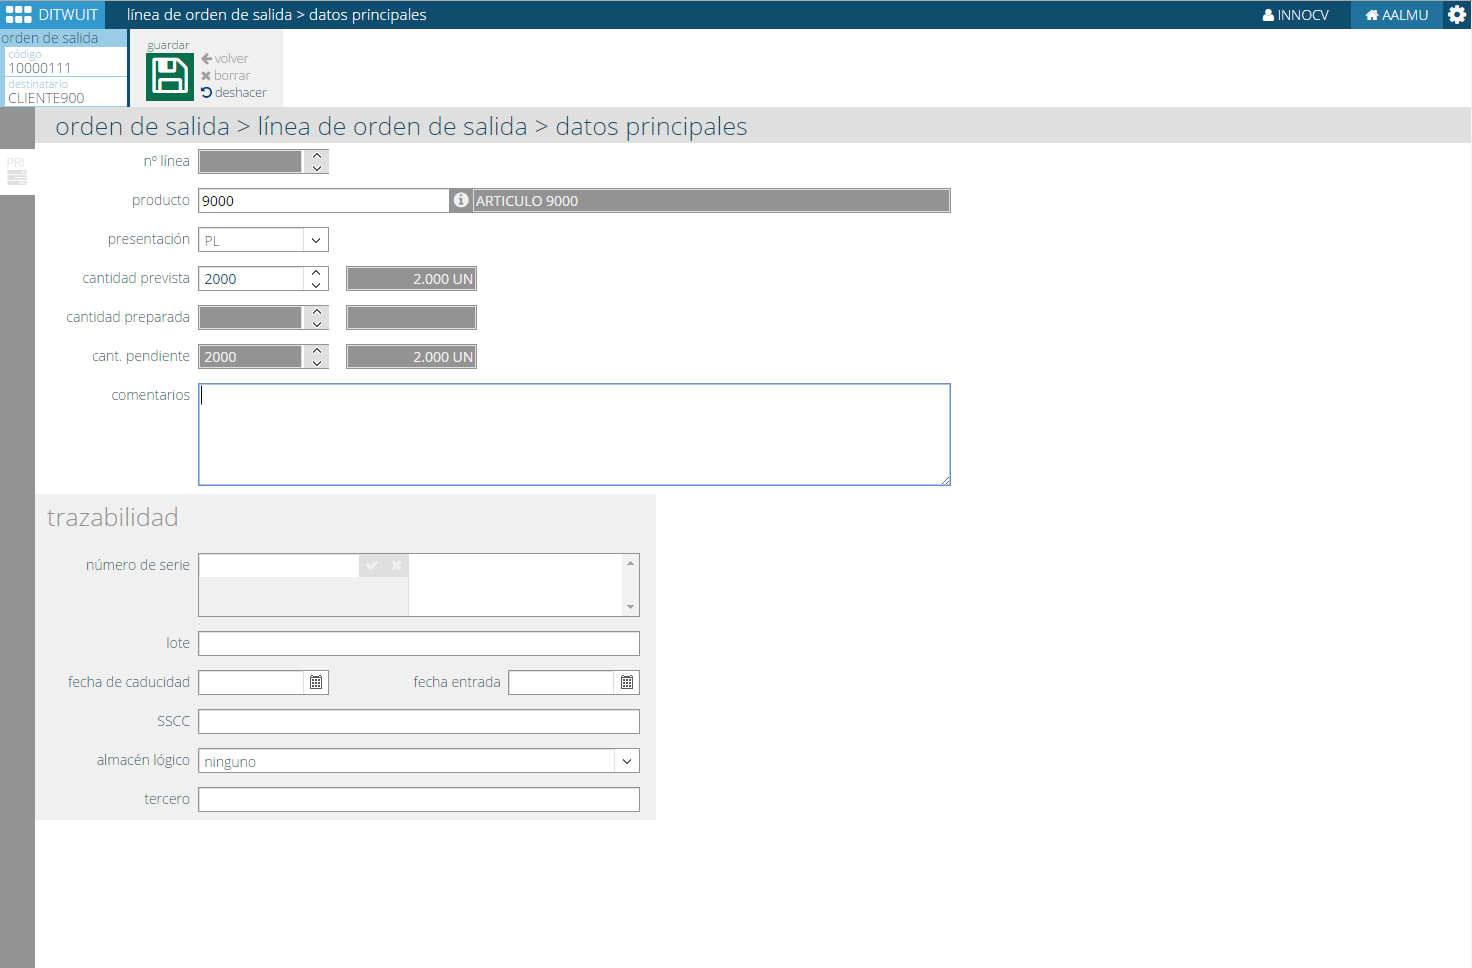 DITWUIT línea de orden de salida > datos principales INNOCV AALMU
orden de salida
código
10000111
destinatario
CLIENTE900
guardar
volver
borrar
deshacer
orden de salida > línea de orden de salida > datos principales
PRI
nº línea
producto 9000 ARTICULO 9000
presentación PL
cantidad prevista 2000 2.000 UN
cantidad preparada
cant. pendiente 2000 2.000 UN
comentarios
trazabilidad
número de serie
lote
fecha de caducidad fecha entrada
SSCC
almacén lógico ninguno
tercero